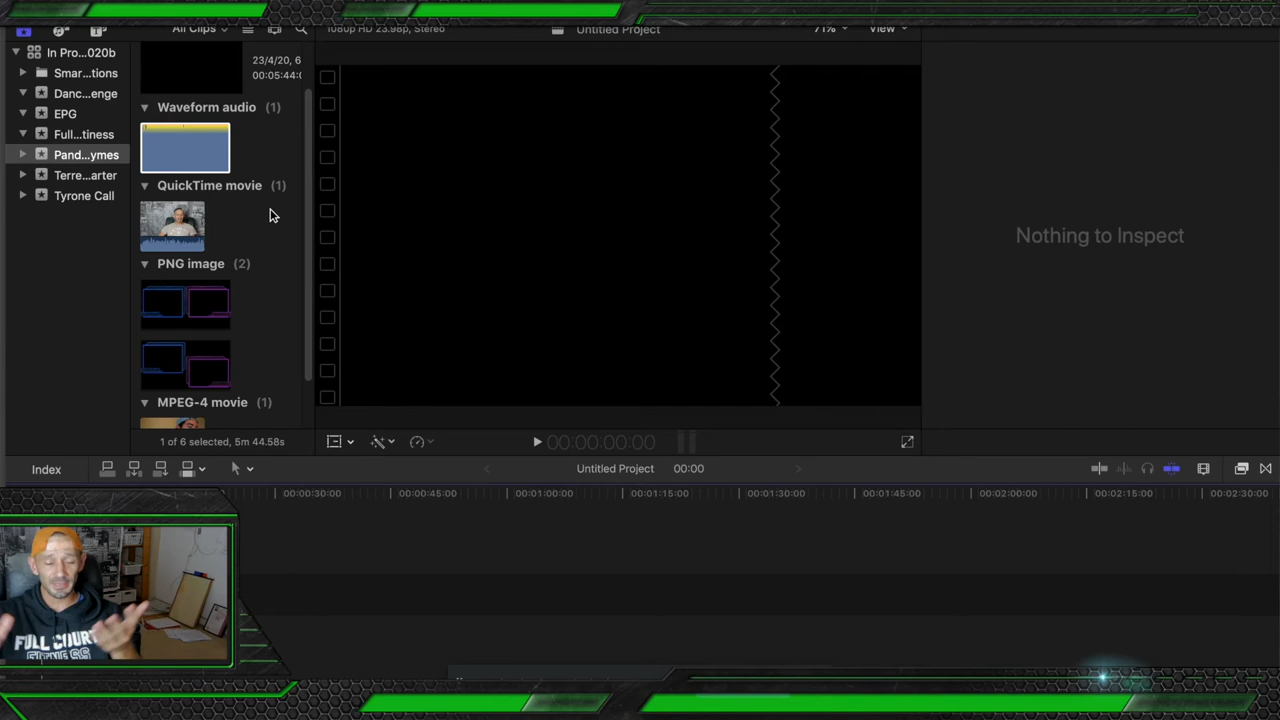 All Clips
1080p HD 23.98p, Stereo
Untitled Project
71%
View
In Pro...020b
Smar...tions
Danc...enge
EPG
Full...tiness
Pand...ymes
Terre...arter
Tyrone Call
23/4/20, 6
00:05:44:0
Waveform audio (1)
QuickTime movie (1)
PNG image (2)
MPEG-4 movie (1)
1 of 6 selected, 5m 44.58s
Nothing to Inspect
00:00:00:00
Index
Untitled Project 00:00
00:00:30:00 00:00:45:00 00:01:00:00 00:01:15:00 00:01:30:00 00:01:45:00 00:02:00:00 00:02:15:00 00:02:30:00
FULL COURT
FITNESS